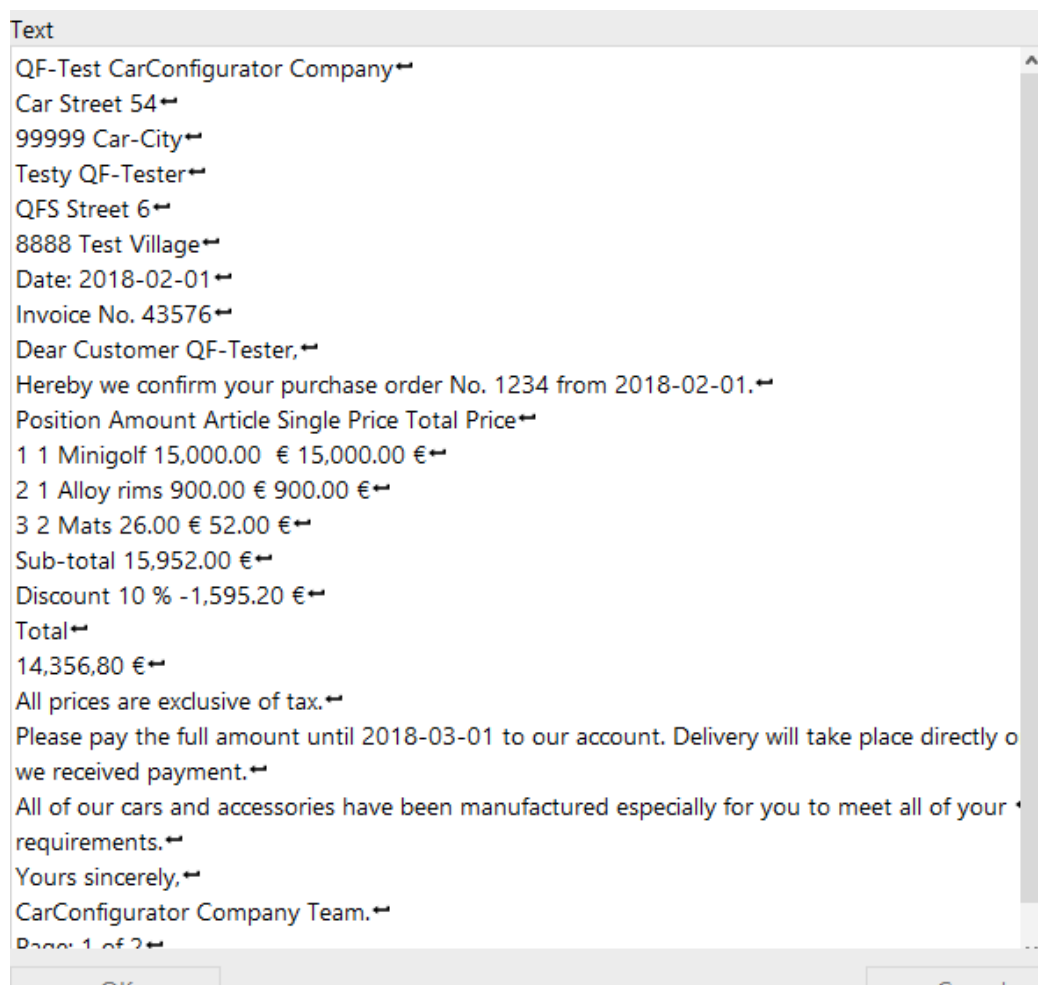 Text
QF-Test CarConfigurator Company
Car Street 54
99999 Car-City
Testy QF-Tester
QFS Street 6
8888 Test Village
Date: 2018-02-01
Invoice No. 43576
Dear Customer QF-Tester,
Hereby we confirm your purchase order No. 1234 from 2018-02-01.
Position Amount Article Single Price Total Price
1 1 Minigolf 15,000.00  € 15,000.00 €
2 1 Alloy rims 900.00 € 900.00 €
3 2 Mats 26.00 € 52.00 €
Sub-total 15,952.00 €
Discount 10 % -1,595.20 €
Total
14,356,80 €
All prices are exclusive of tax.
Please pay the full amount until 2018-03-01 to our account. Delivery will take place directly
we received payment.
All of our cars and accessories have been manufactured especially for you to meet all of your
requirements.
Yours sincerely,
CarConfigurator Company Team.
Page: 1 of 2